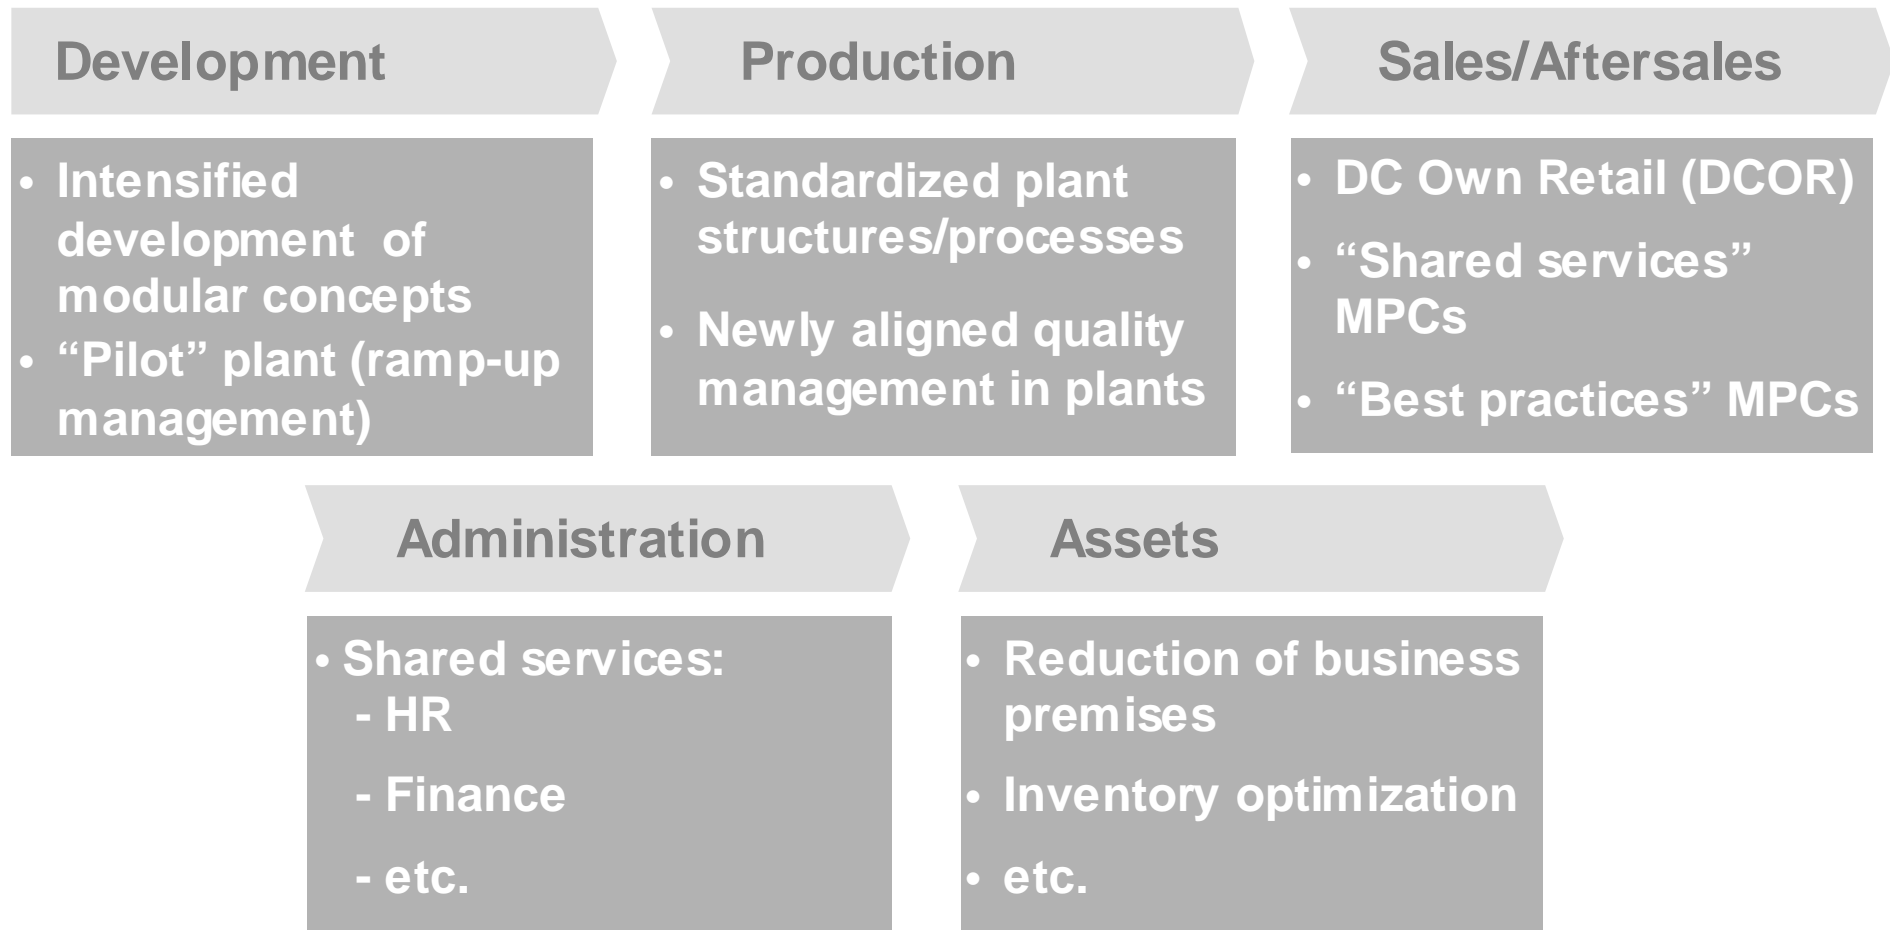 Development
• Intensified
development of
modular concepts
• “Pilot” plant (ramp-up
management)
Production
• Standardized plant
structures/processes
• Newly aligned quality
management in plants
Sales/Aftersales
• DC Own Retail (DCOR)
• “Shared services”
MPCs
• “Best practices” MPCs
Administration
• Shared services:
- HR
- Finance
- etc.
Assets
• Reduction of business
premises
• Inventory optimization
• etc.